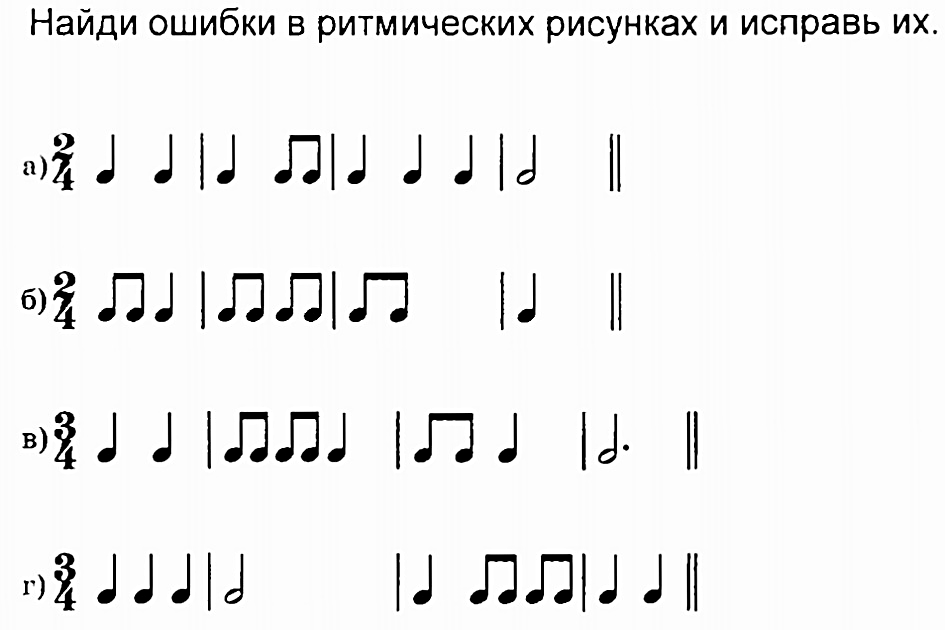 Найди ошибки в ритмических рисунках и исправь их.
а) 2/4
б) 2/4
в) 3/4
г) 3/4